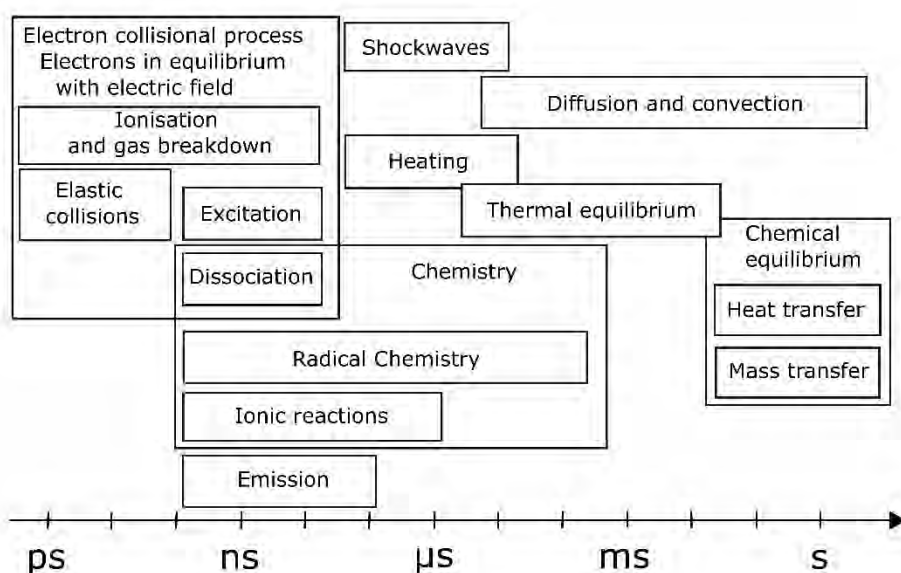 Electron collisional process
Electrons in equilibrium
with electric field
Ionisation
and gas breakdown
Elastic
collisions
Excitation
Dissociation
Shockwaves
Diffusion and convection
Heating
Thermal equilibrium
Chemistry
Radical Chemistry
Ionic reactions
Emission
Chemical
equilibrium
Heat transfer
Mass transfer
ps
ns
µs
ms
s